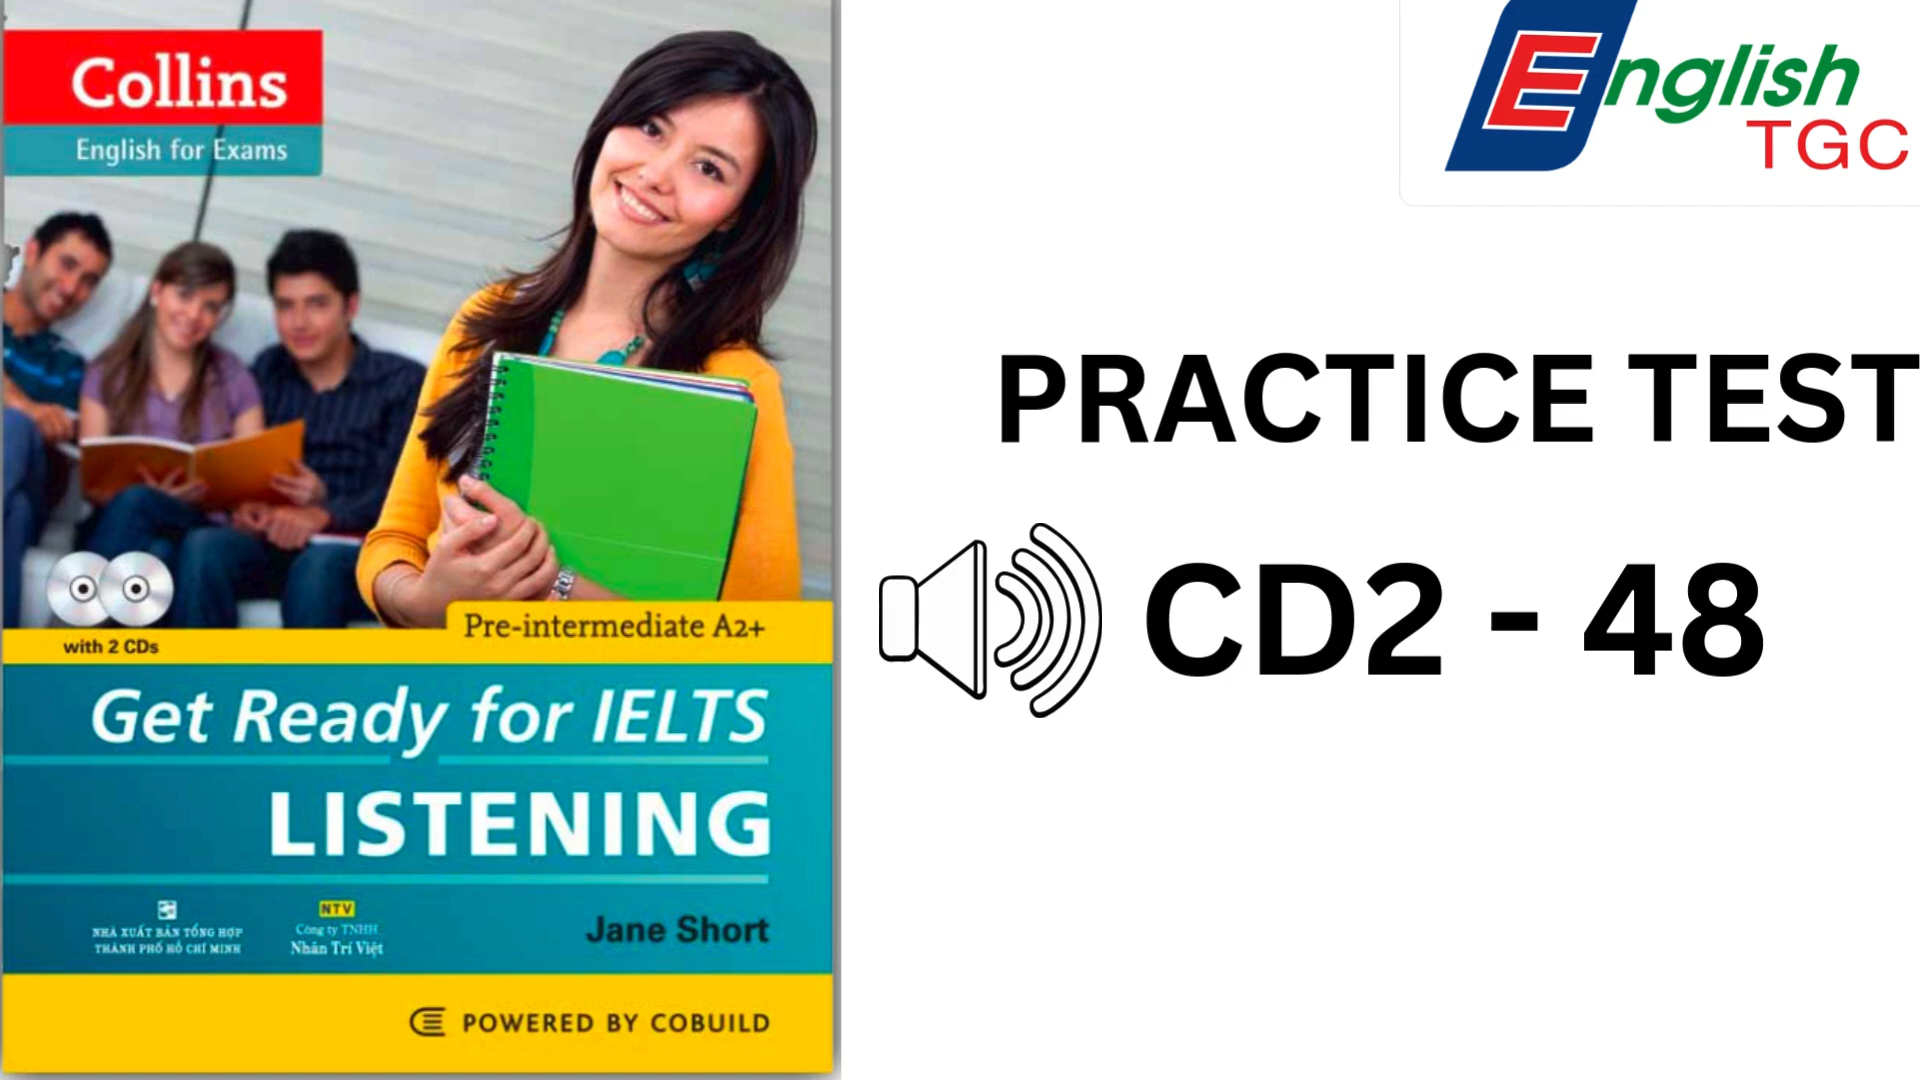 Collins
English for Exams
with 2 CDs
Pre-intermediate A2+
Get Ready for IELTS
LISTENING
NHÀ XUẤT BẢN TỔNG HỢP
THÀNH PHỐ HỒ CHÍ MINH
NTV
Công ty TNHH
Nhân Trí Việt
Jane Short
POWERED BY COBUILD
English
TGC
PRACTICE TEST
CD2 - 48